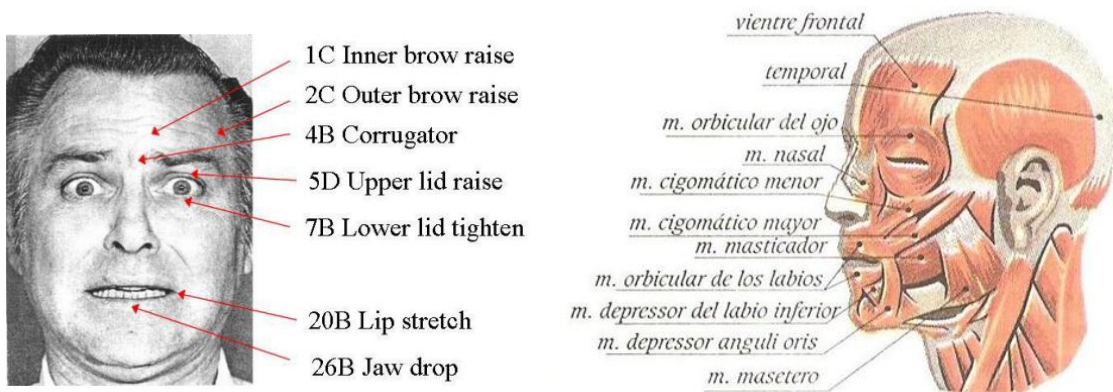 1C Inner brow raise
2C Outer brow raise
4B Corrugator
5D Upper lid raise
7B Lower lid tighten
20B Lip stretch
26B Jaw drop
vientre frontal
temporal
m. orbicular del ojo
m. nasal
m. cigomático menor
m. cigomático mayor
m. masticador
m. orbicular de los labios
m. depressor del labio inferior
m. depressor anguli oris
m. masetero